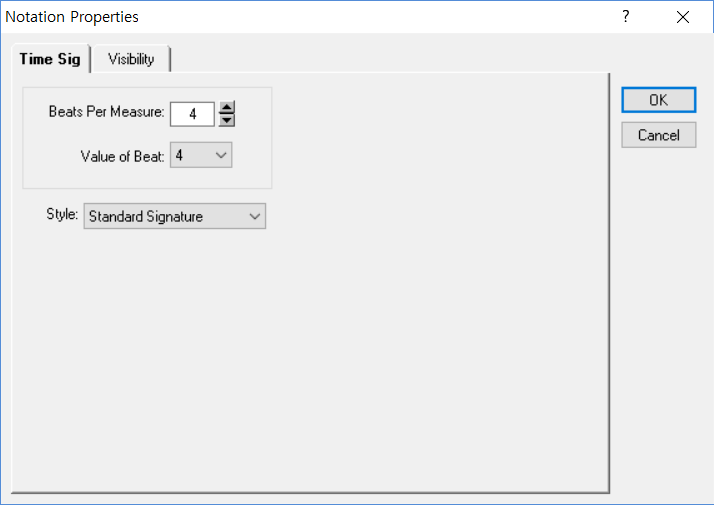 Notation Properties ?
Time Sig Visibility
Beats Per Measure: 4
OK
Cancel
Value of Beat: 4
Style: Standard Signature